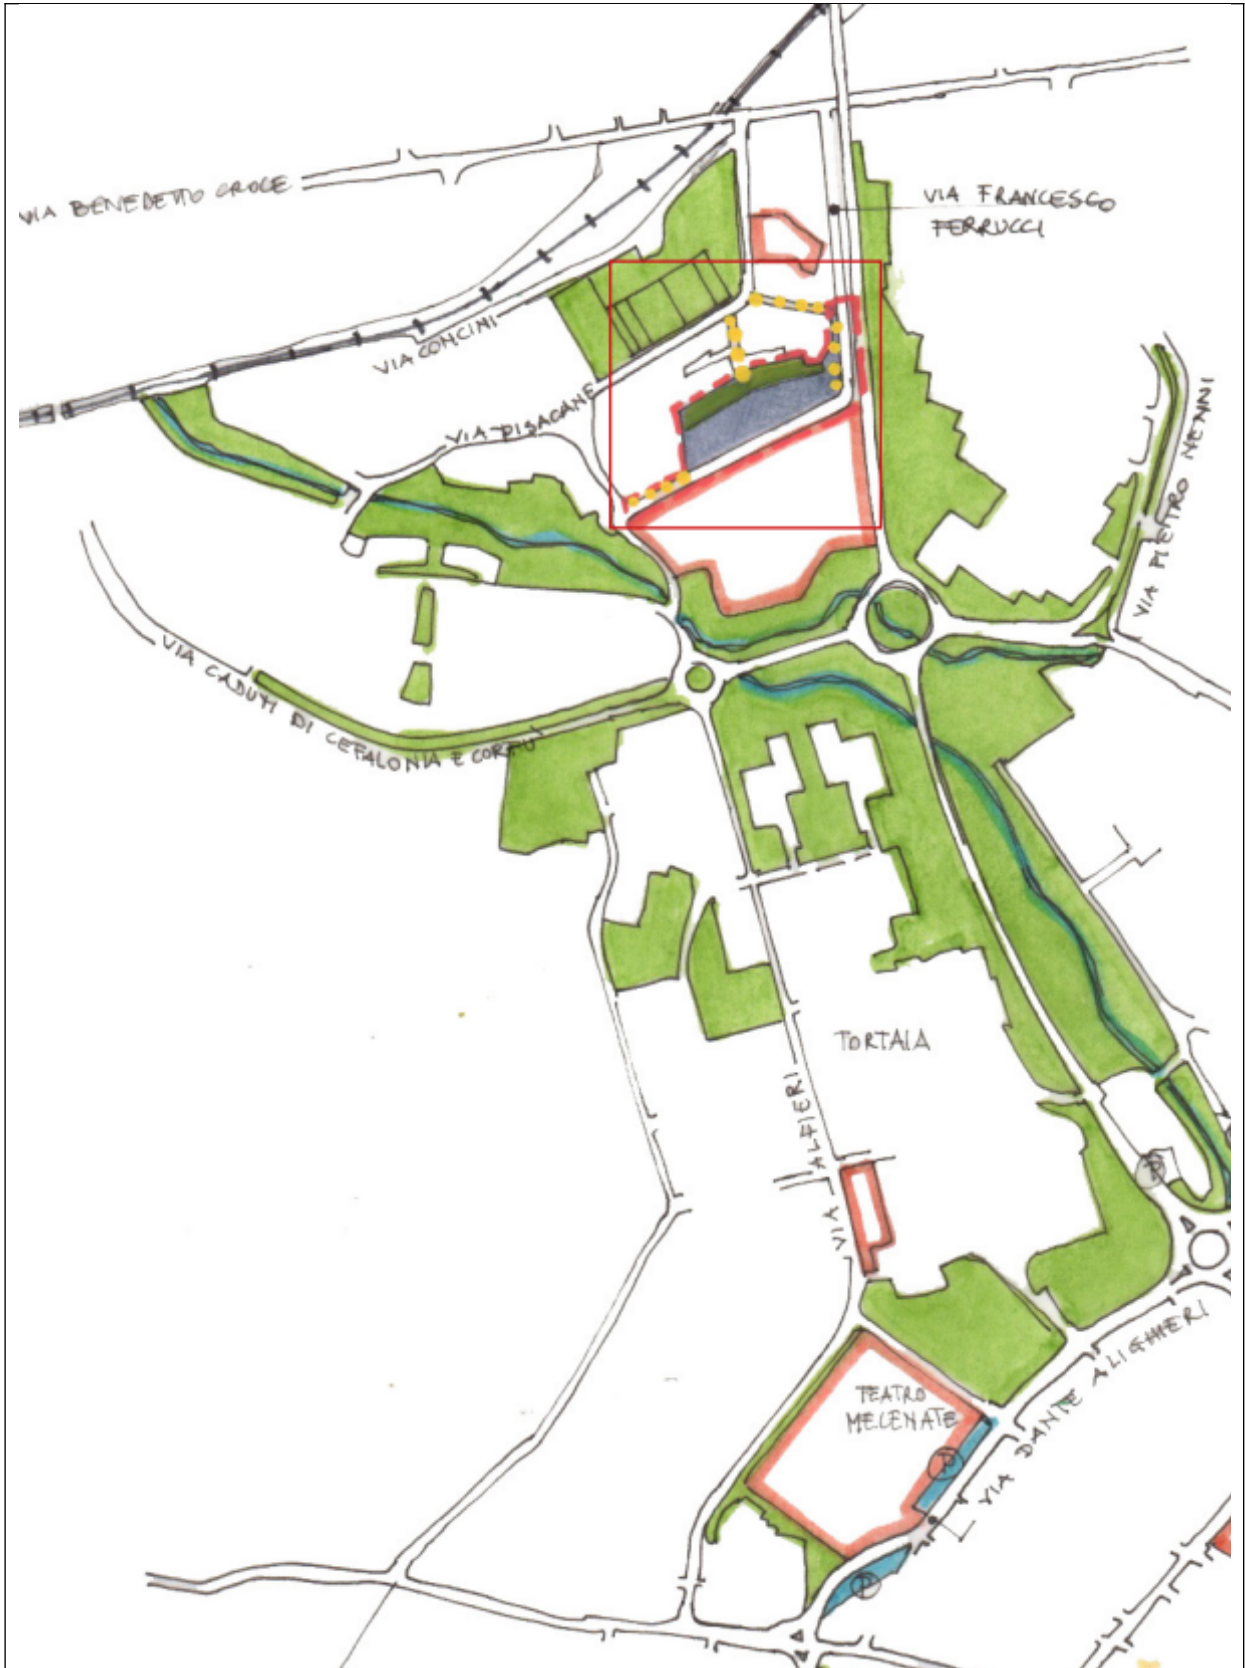 VIA BENEDETTO CROCE
VIA FRANCESCO
FERRUCCI
VIA CONCINI
VIA PISACANE
VIA PIETRO NENNI
VIA CADUTI DI CEFALONIA E CORFÙ
TORTAIA
VIA ALFIERI
P
VIA DANTE ALIGHIERI
TEATRO
MECENATE
P
P